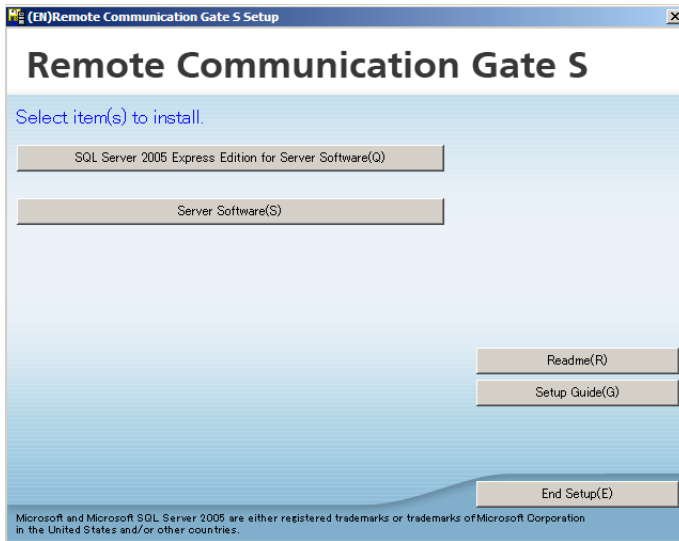 (EN)Remote Communication Gate S Setup
Remote Communication Gate S
Select item(s) to install.
SQL Server 2005 Express Edition for Server Software(Q)
Server Software(S)
Readme(R)
Setup Guide(G)
End Setup(E)
Microsoft and Microsoft SQL Server 2005 are either registered trademarks or trademarks of Microsoft Corporation
in the United States and/or other countries.